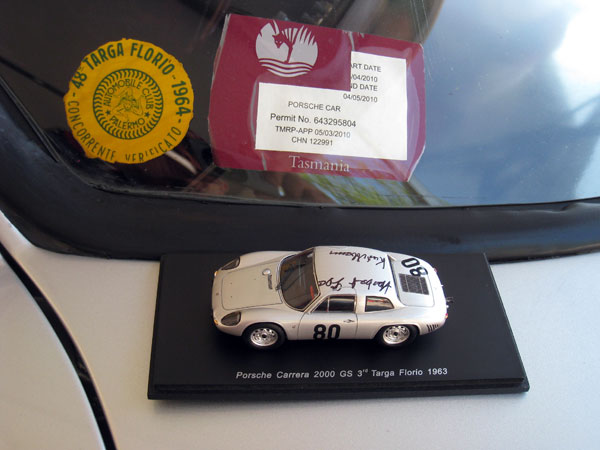 48ª TARGA FLORIO - 1964 -
AUTOMOBILE CLUB
PALERMO
CONCORRENTE VERIFICATO
ART DATE
/04/2010
ND DATE
04/05/2010
PORSCHE CAR
Permit No. 643295804
TMRP-APP 05/03/2010
CHN 122991
Tasmania
80
80
Porsche Carrera 2000 GS 3rd Targa Florio 1963